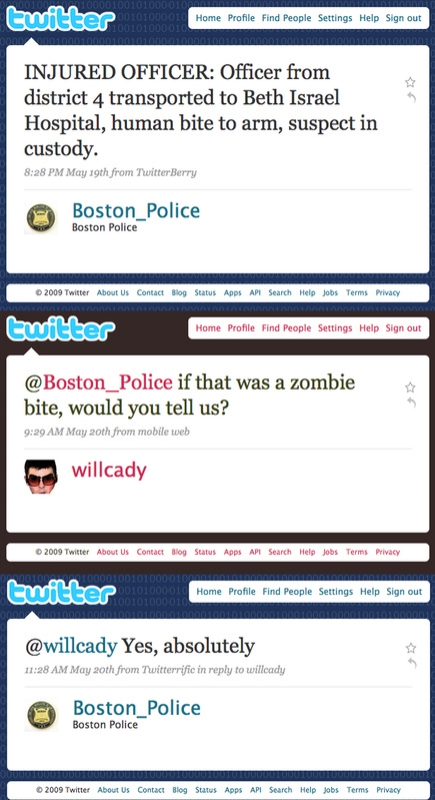 twitter
Home Profile Find People Settings Help Sign out
INJURED OFFICER: Officer from
district 4 transported to Beth Israel
Hospital, human bite to arm, suspect in
custody.
8:28 PM May 19th from TwitterBerry
Boston_Police
Boston Police
© 2009 Twitter About Us Contact Blog Status Apps API Search Help Jobs Terms Privacy
twitter
Home Profile Find People Settings Help Sign out
@Boston_Police if that was a zombie
bite, would you tell us?
9:29 AM May 20th from mobile web
willcady
© 2009 Twitter About Us Contact Blog Status Apps API Search Help Jobs Terms Privacy
twitter
Home Profile Find People Settings Help Sign out
@willcady Yes, absolutely
11:28 AM May 20th from Twitterrific in reply to willcady
Boston_Police
Boston Police
© 2009 Twitter About Us Contact Blog Status Apps API Search Help Jobs Terms Privacy